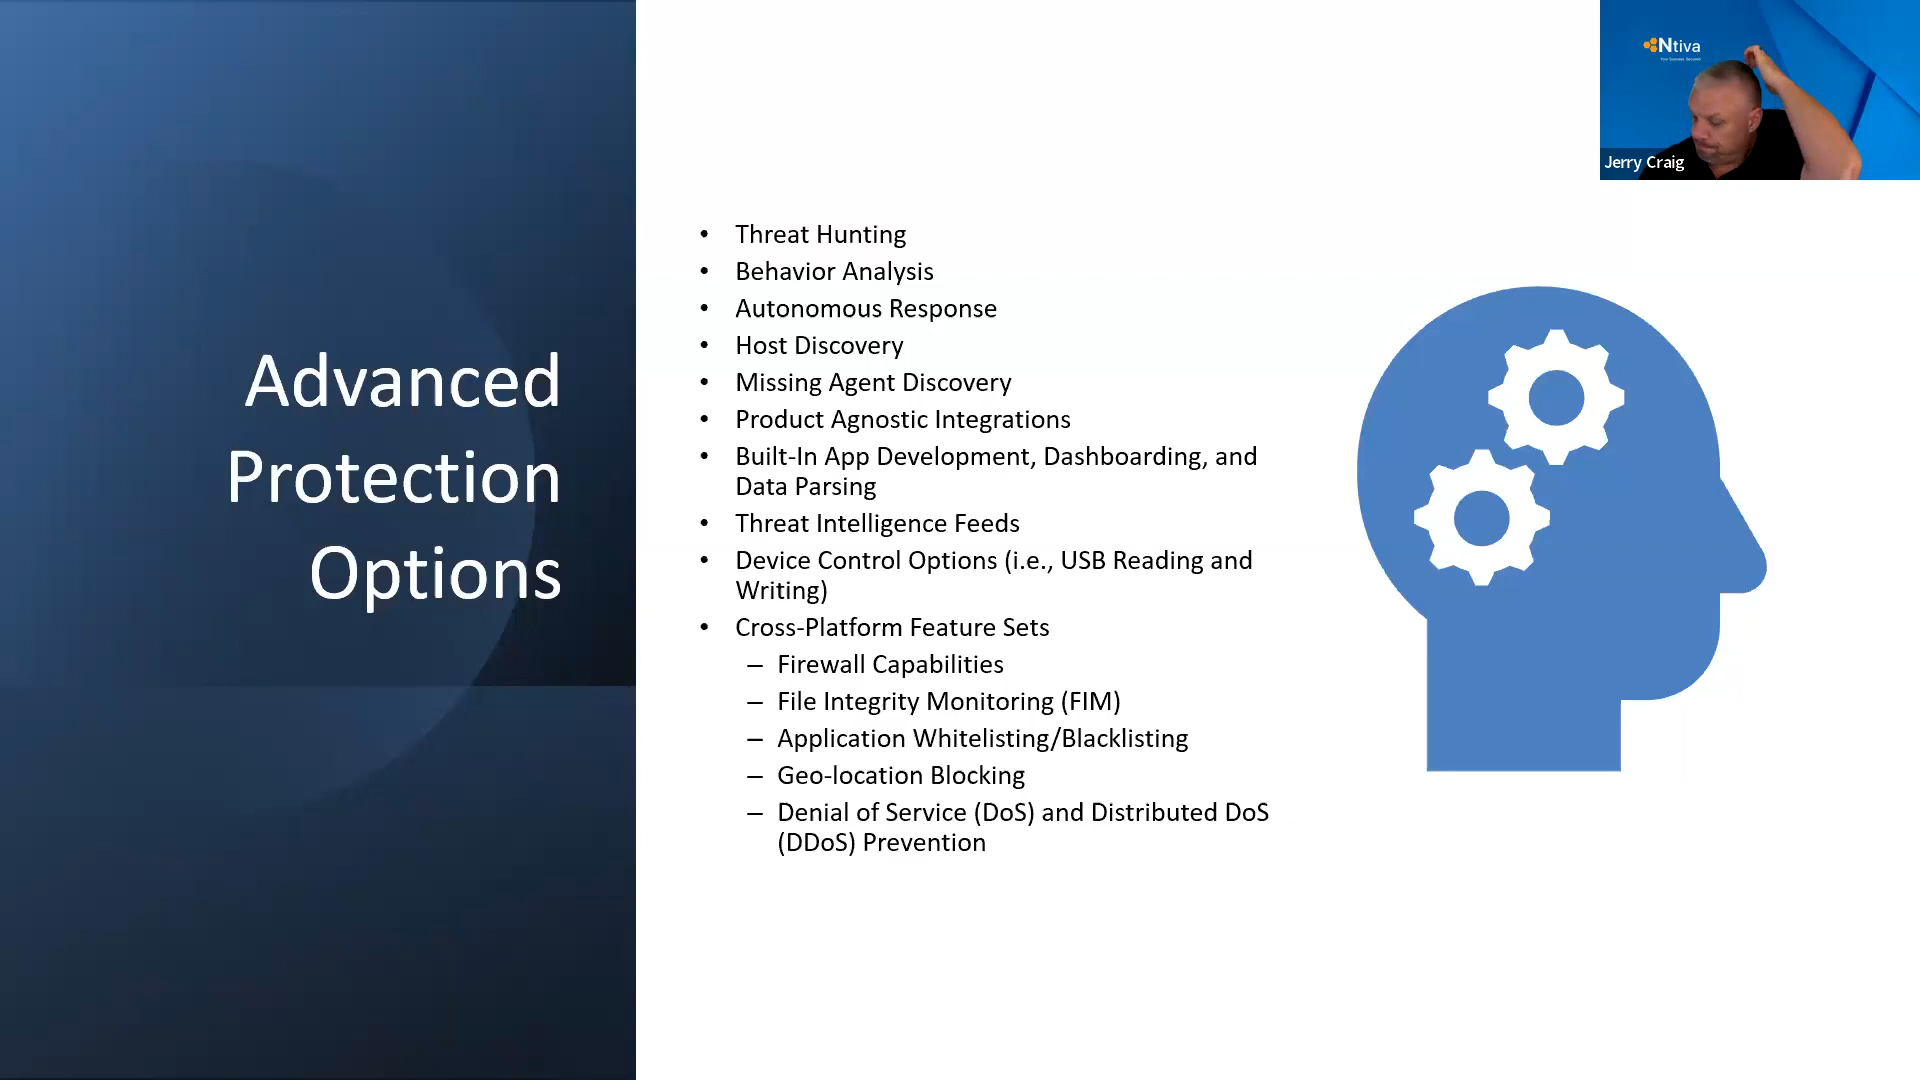 Advanced
Protection
Options
• Threat Hunting
• Behavior Analysis
• Autonomous Response
• Host Discovery
• Missing Agent Discovery
• Product Agnostic Integrations
• Built-In App Development, Dashboarding, and
Data Parsing
• Threat Intelligence Feeds
• Device Control Options (i.e., USB Reading and
Writing)
• Cross-Platform Feature Sets
– Firewall Capabilities
– File Integrity Monitoring (FIM)
– Application Whitelisting/Blacklisting
– Geo-location Blocking
– Denial of Service (DoS) and Distributed DoS
(DDoS) Prevention
Ntiva
Jerry Craig